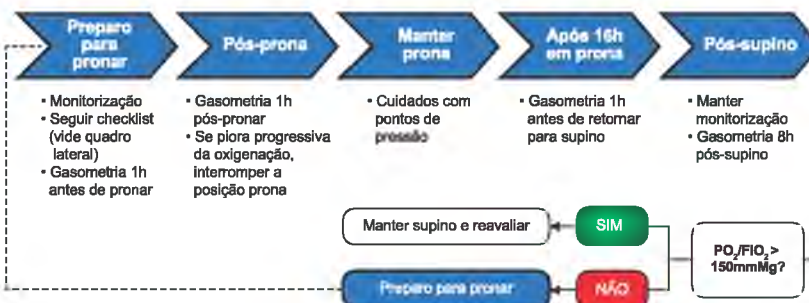 Preparo
para
pronar
Pós-prona
Manter
prona
Após 16h
em prona
Pós-supino
• Monitorização
• Seguir checklist
(vide quadro
lateral)
• Gasometria 1h
antes de pronar
• Gasometria 1h
pós-pronar
• Se piora progressiva
da oxigenação,
interromper a
posição prona
• Cuidados com
pontos de
pressão
• Gasometria 1h
antes de retornar
para supino
• Manter
monitorização
• Gasometria 8h
pós-supino
Manter supino e reavaliar
SIM
PO₂/FIO₂ >
150mmMg?
Preparo para pronar
NÃO